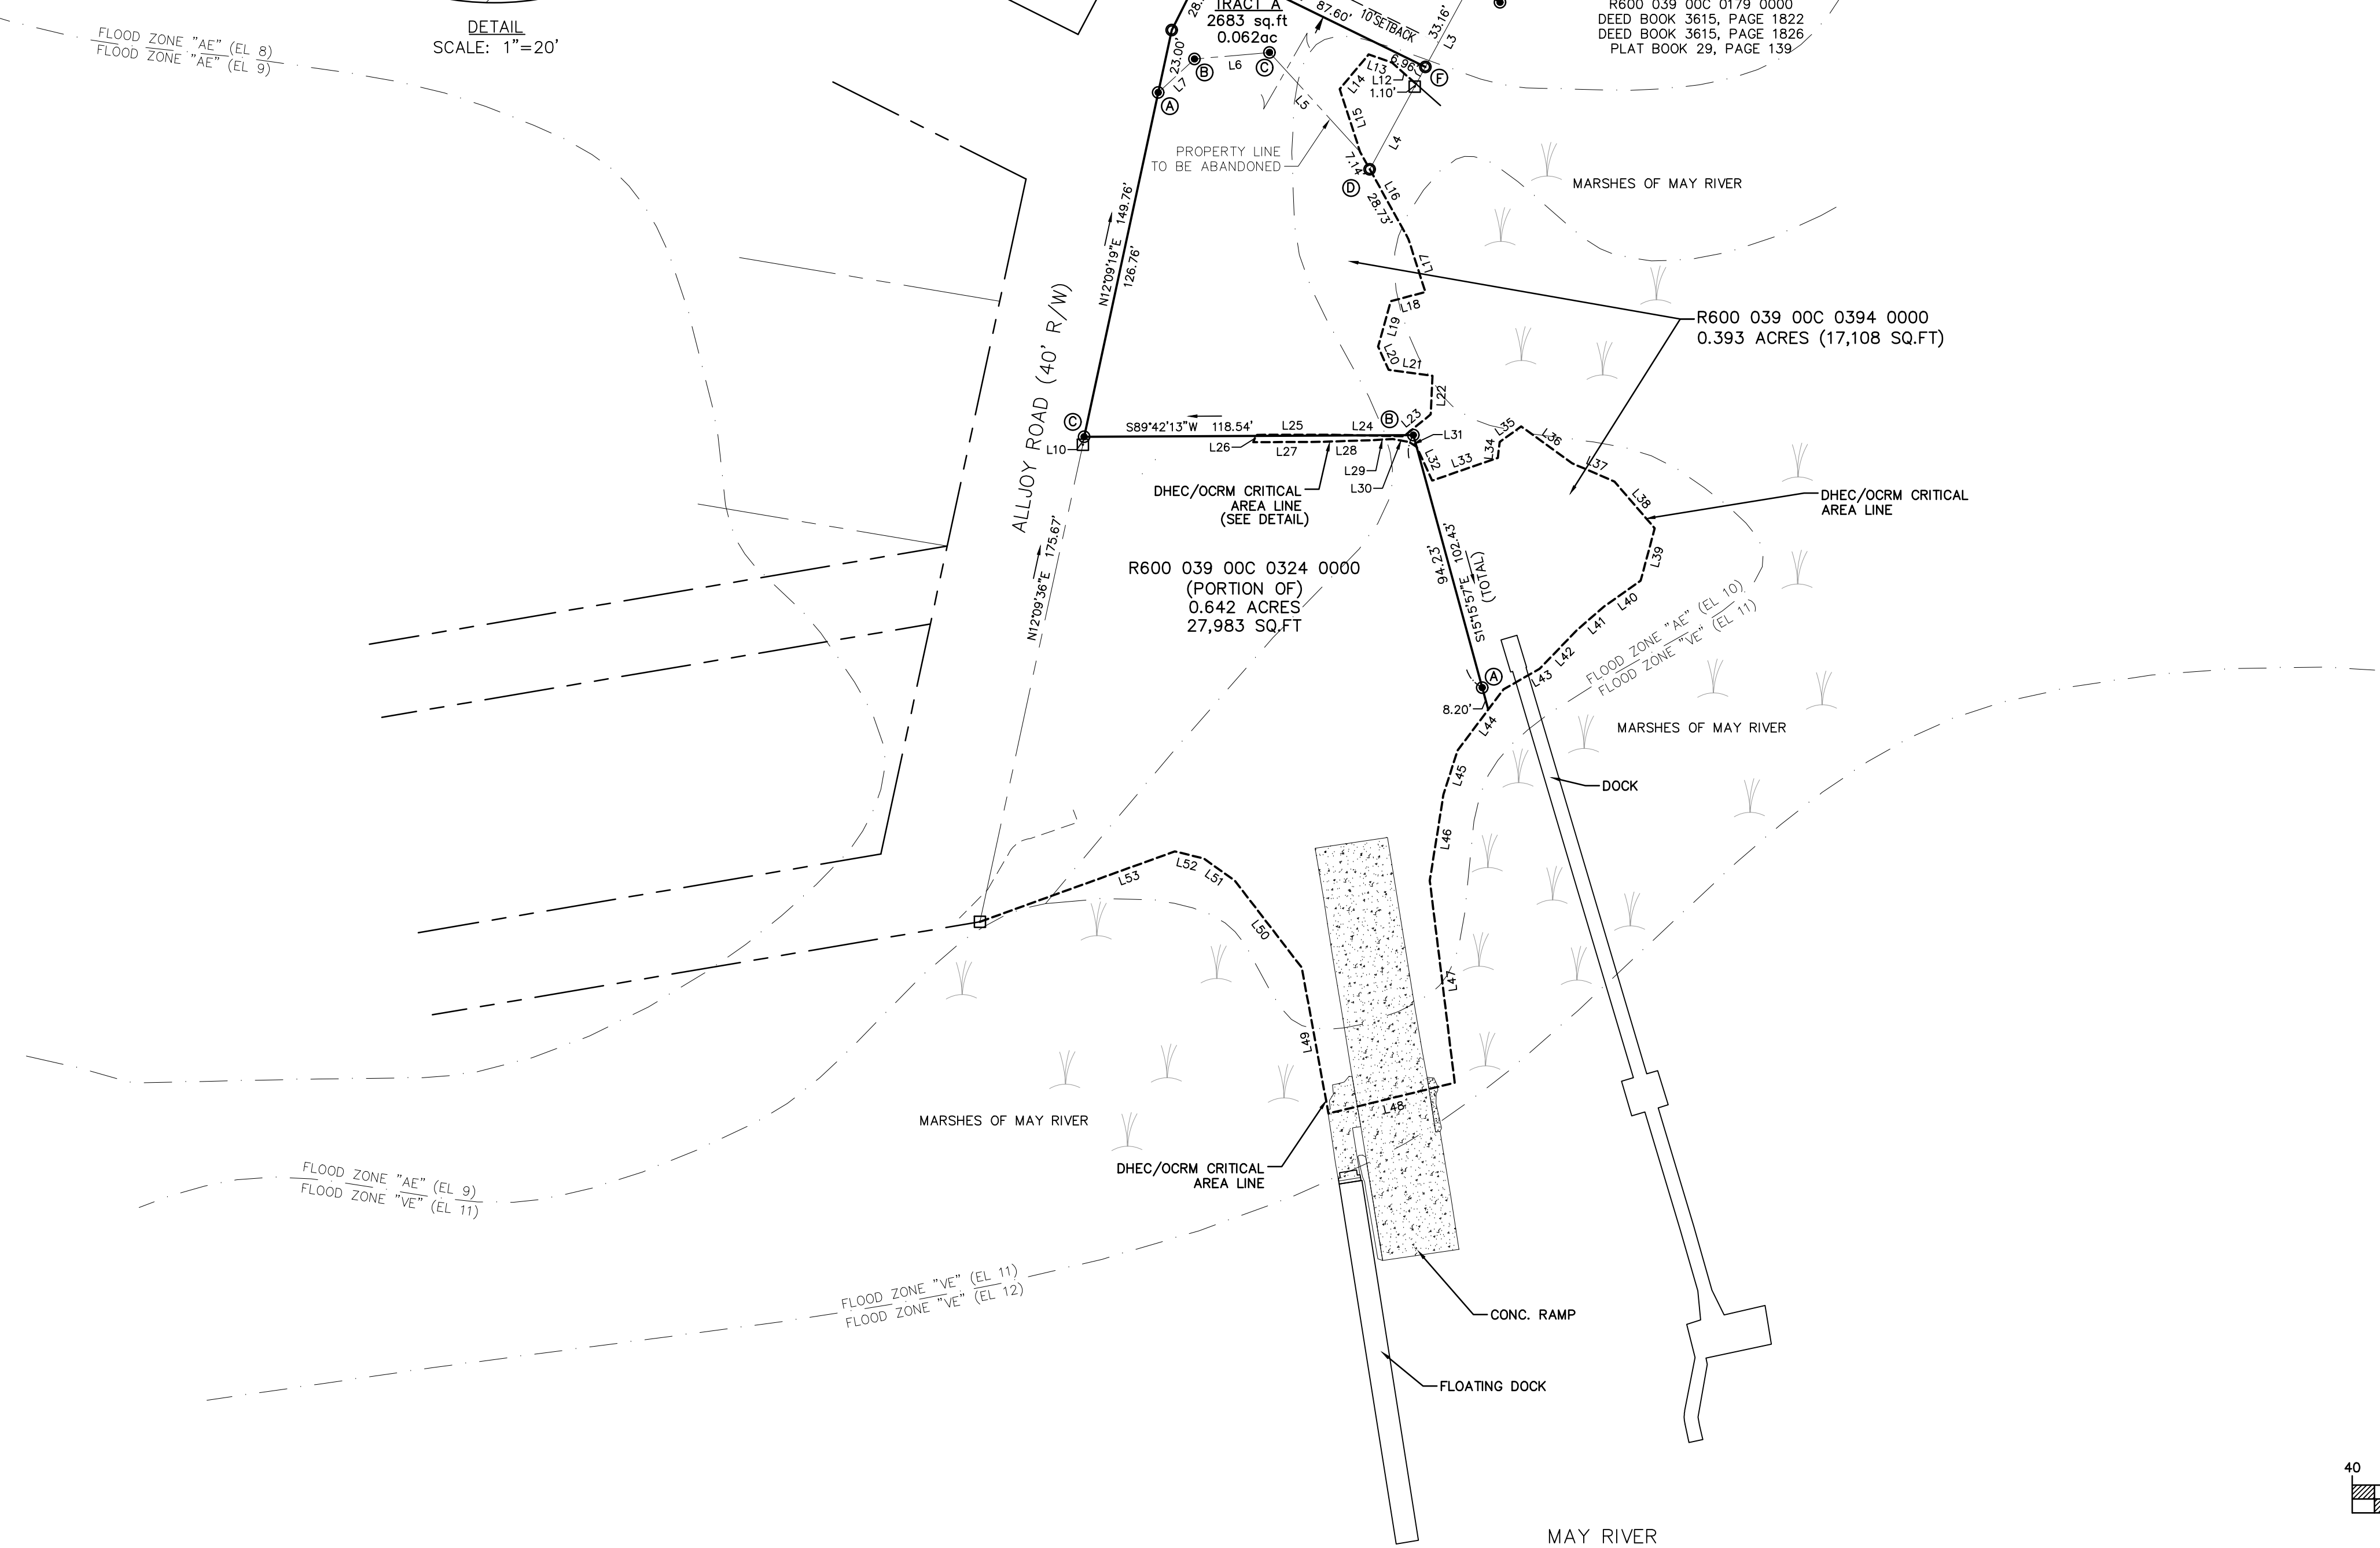 DETAIL
SCALE: 1"=20'
FLOOD ZONE "AE" (EL 8)
FLOOD ZONE "AE" (EL 9)
TRACT A
2683 sq.ft
0.062ac
87.60'
10'SETBACK
33.16'
L3
R600 039 00C 0179 0000
DEED BOOK 3615, PAGE 1822
DEED BOOK 3615, PAGE 1826
PLAT BOOK 29, PAGE 139
23.00'
L7
B
L6
C
A
L5
L13
6.96'
F
L12
1.10'
L14
L15
L4
PROPERTY LINE
TO BE ABANDONED
7.14'
D
L16
28.73'
MARSHES OF MAY RIVER
L17
L18
L19
L20
L21
L22
R600 039 00C 0394 0000
0.393 ACRES (17,108 SQ.FT)
N12°09'19"E 149.76'
126.76'
ALLJOY ROAD (40' R/W)
C
L10
S89°42'13"W 118.54'
L25
L24
B
L23
L31
L26
L27
L28
L29
L30
L32
L33
L34
L35
L36
L37
L38
L39
L40
L41
L42
L43
DHEC/OCRM CRITICAL
AREA LINE
(SEE DETAIL)
DHEC/OCRM CRITICAL
AREA LINE
N12°09'36"E 175.67'
R600 039 00C 0324 0000
(PORTION OF)
0.642 ACRES
27,983 SQ.FT
94.23'
S15°15'57"E 102.43'
(TOTAL)
A
8.20'
FLOOD ZONE "AE" (EL 10)
FLOOD ZONE "VE" (EL 11)
MARSHES OF MAY RIVER
DOCK
L44
L45
L46
L47
L53
L52
L51
L50
L49
L48
MARSHES OF MAY RIVER
DHEC/OCRM CRITICAL
AREA LINE
FLOOD ZONE "AE" (EL 9)
FLOOD ZONE "VE" (EL 11)
FLOOD ZONE "VE" (EL 11)
FLOOD ZONE "VE" (EL 12)
CONC. RAMP
FLOATING DOCK
MAY RIVER
40